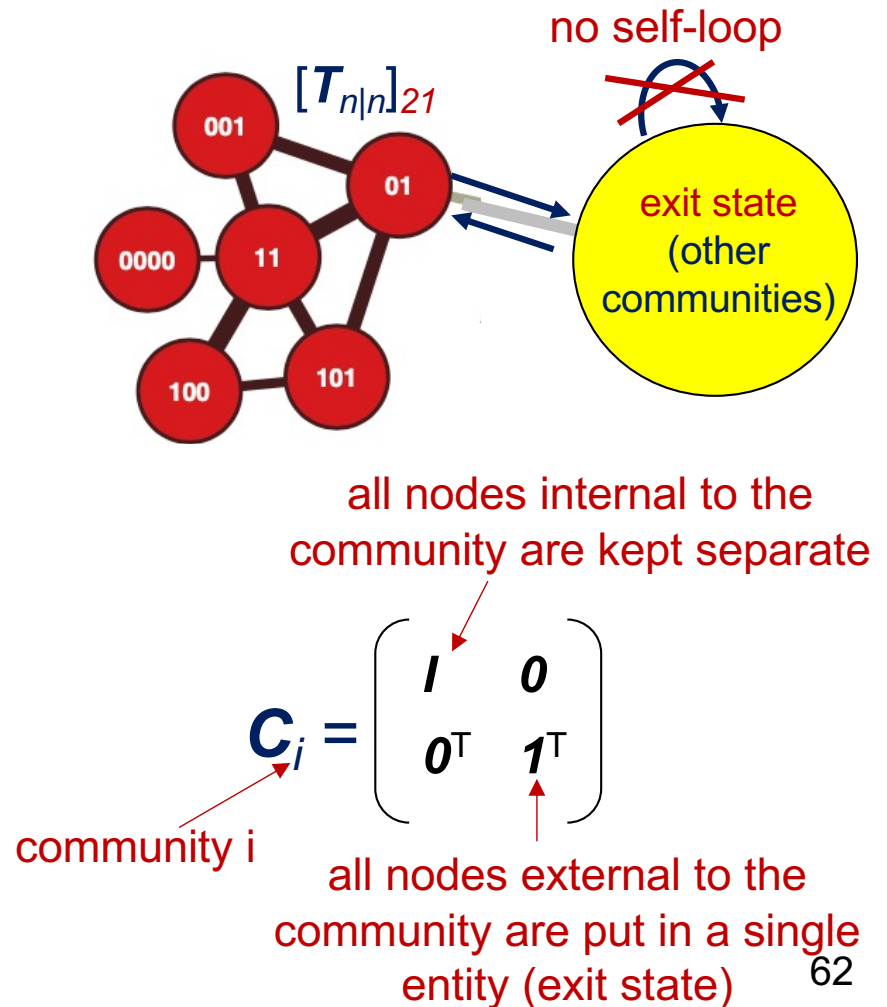 no self-loop
[T_{n|n}]_{21}
001
01
exit state
(other
communities)
0000
11
100
101
all nodes internal to the
community are kept separate
C_i = ( I 0
0^T 1^T )
community i
all nodes external to the
community are put in a single
entity (exit state)
62